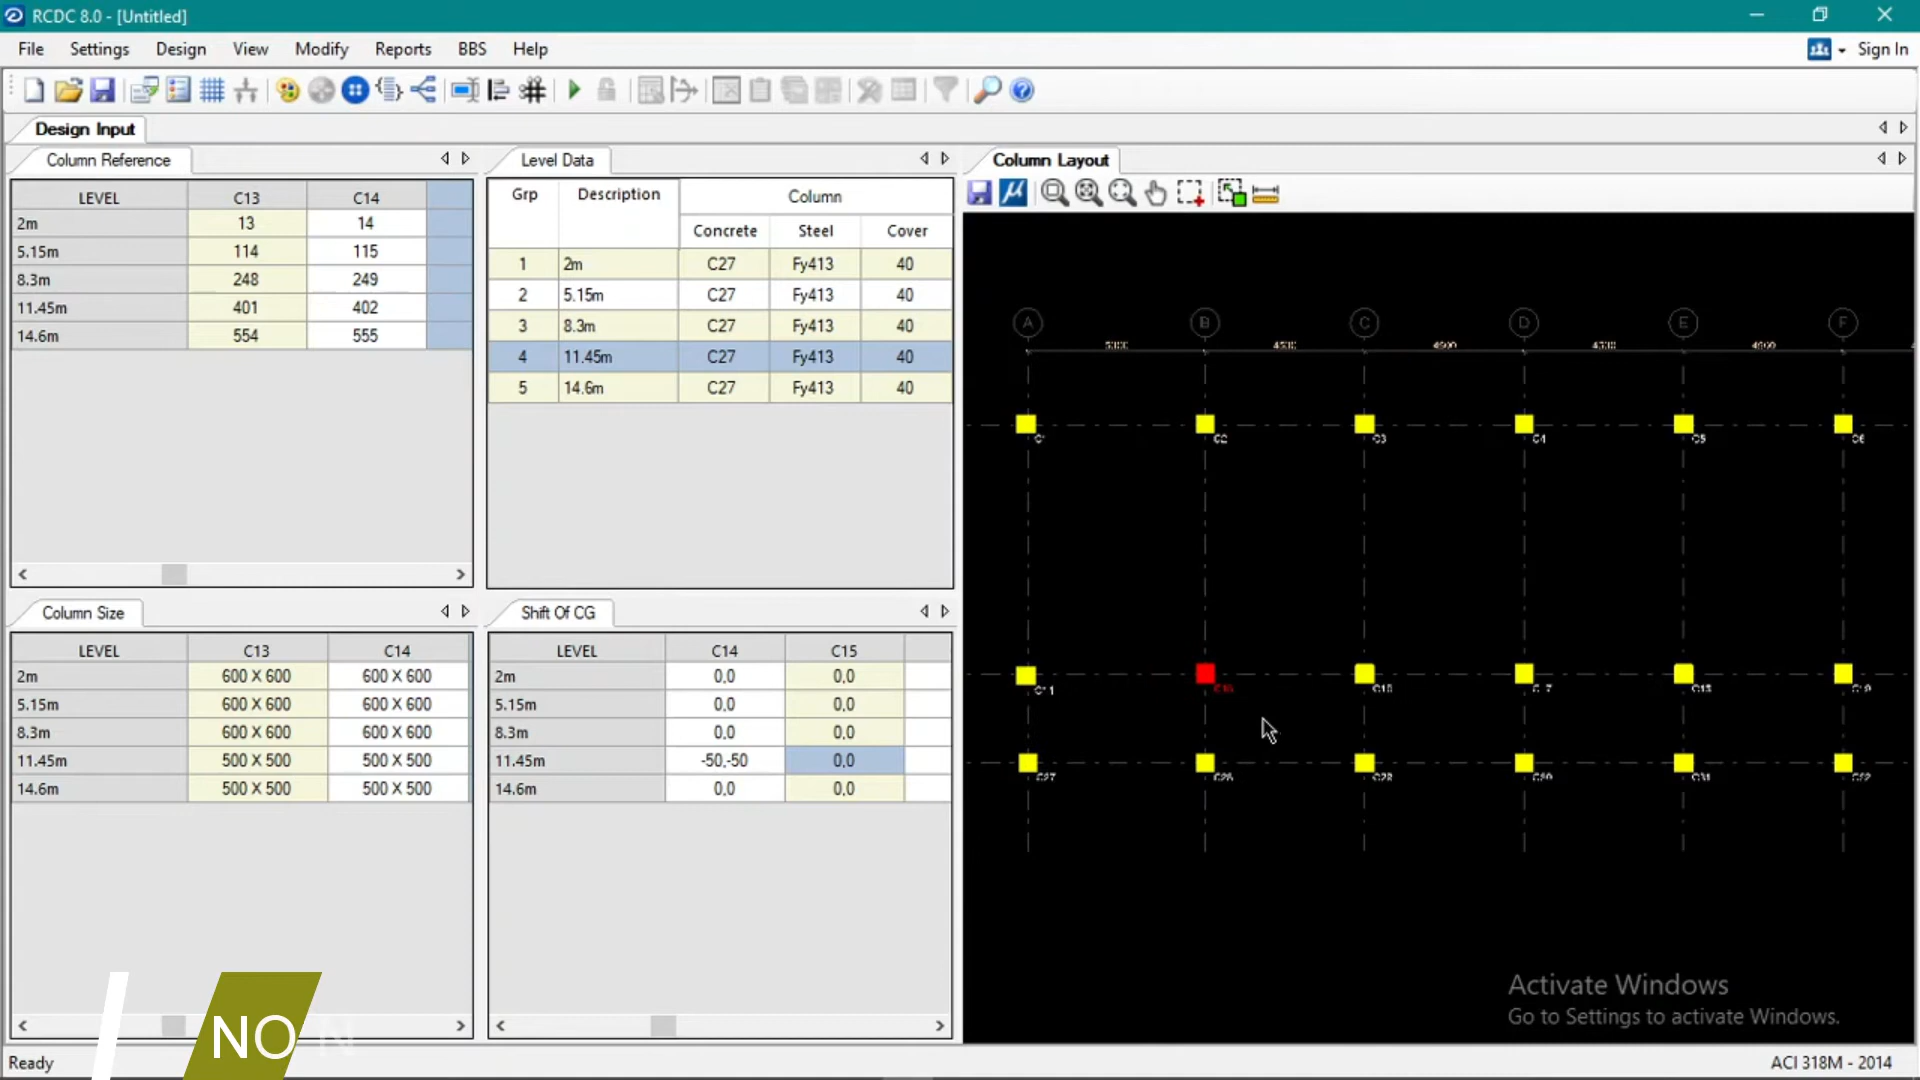 RCDC 8.0 - [Untitled]
File Settings Design View Modify Reports BBS Help Sign In
Design Input
Column Reference
LEVEL C13 C14
2m 13 14
5.15m 114 115
8.3m 248 249
11.45m 401 402
14.6m 554 555
Level Data
Grp Description Column
Concrete Steel Cover
1 2m C27 Fy413 40
2 5.15m C27 Fy413 40
3 8.3m C27 Fy413 40
4 11.45m C27 Fy413 40
5 14.6m C27 Fy413 40
Column Layout
A B C D E F
C2 C3 C4 C5 C6
C11
Column Size
LEVEL C13 C14
2m 600 X 600 600 X 600
5.15m 600 X 600 600 X 600
8.3m 600 X 600 600 X 600
11.45m 500 X 500 500 X 500
14.6m 500 X 500 500 X 500
Shift Of CG
LEVEL C14 C15
2m 0,0 0,0
5.15m 0,0 0,0
8.3m 0,0 0,0
11.45m -50,-50 0,0
14.6m 0,0 0,0
Activate Windows
Go to Settings to activate Windows.
NO N
Ready
ACI 318M - 2014